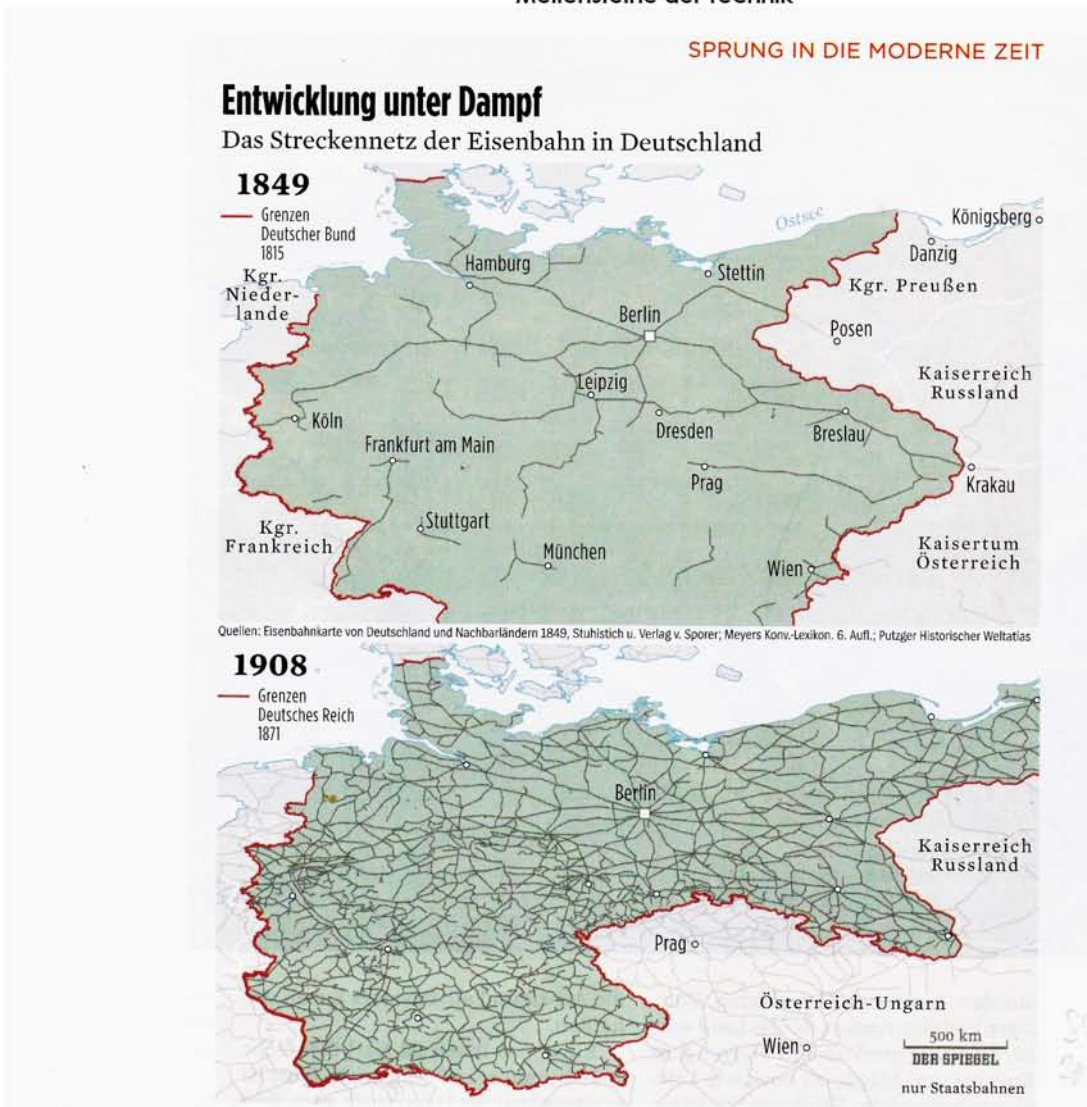 Meilensteine der Technik
SPRUNG IN DIE MODERNE ZEIT
Entwicklung unter Dampf
Das Streckennetz der Eisenbahn in Deutschland
1849
Grenzen
Deutscher Bund
1815
Kgr.
Nieder-
lande
Hamburg
Ostsee
Königsberg
Danzig
Stettin
Kgr. Preußen
Berlin
Posen
Kaiserreich
Russland
Leipzig
Köln
Dresden
Breslau
Frankfurt am Main
Prag
Krakau
Kgr.
Frankreich
Stuttgart
München
Wien
Kaisertum
Österreich
Quellen: Eisenbahnkarte von Deutschland und Nachbarländern 1849, Stuhistich u. Verlag v. Sporer; Meyers Konv.-Lexikon. 6. Aufl.; Putzger Historischer Weltatlas
1908
Grenzen
Deutsches Reich
1871
Berlin
Kaiserreich
Russland
Prag
Österreich-Ungarn
Wien
500 km
DER SPIEGEL
nur Staatsbahnen